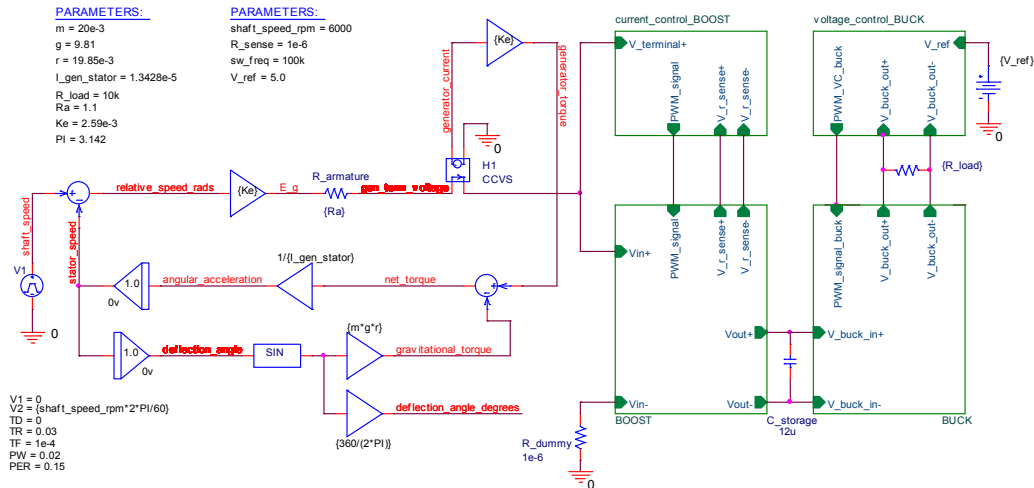 PARAMETERS:
m = 20e-3
g = 9.81
r = 19.85e-3
I_gen_stator = 1.3428e-5
R_load = 10k
Ra = 1.1
Ke = 2.59e-3
PI = 3.142
PARAMETERS:
shaft_speed_rpm = 6000
R_sense = 1e-6
sw_freq = 100k
V_ref = 5.0
{Ke}
generator_current
generator_torque
0
H1
CCVS
current_control_BOOST
V_terminal+
PWM_signal
V_r_sense+
V_r_sense-
voltage_control_BUCK
V_ref
PWM_VC_buck
V_buck_out+
V_buck_out-
{V_ref}
0
{R_load}
shaft_speed
V1
0
stator_speed
relative_speed_rads
{Ke}
E_g
R_armature
{Ra}
gen_term_voltage
1.0
0v
angular_acceleration
1/{I_gen_stator}
net_torque
1.0
0v
deflection_angle
SIN
{m*g*r}
gravitational_torque
deflection_angle_degrees
{360/(2*PI)}
V1 = 0
V2 = {shaft_speed_rpm*2*PI/60}
TD = 0
TR = 0.03
TF = 1e-4
PW = 0.02
PER = 0.15
Vin+
PWM_signal
V_r_sense+
V_r_sense-
Vout+
Vout-
Vin-
BOOST
R_dummy
1e-6
0
C_storage
12u
PWM_signal_buck
V_buck_out+
V_buck_out-
V_buck_in+
V_buck_in-
BUCK